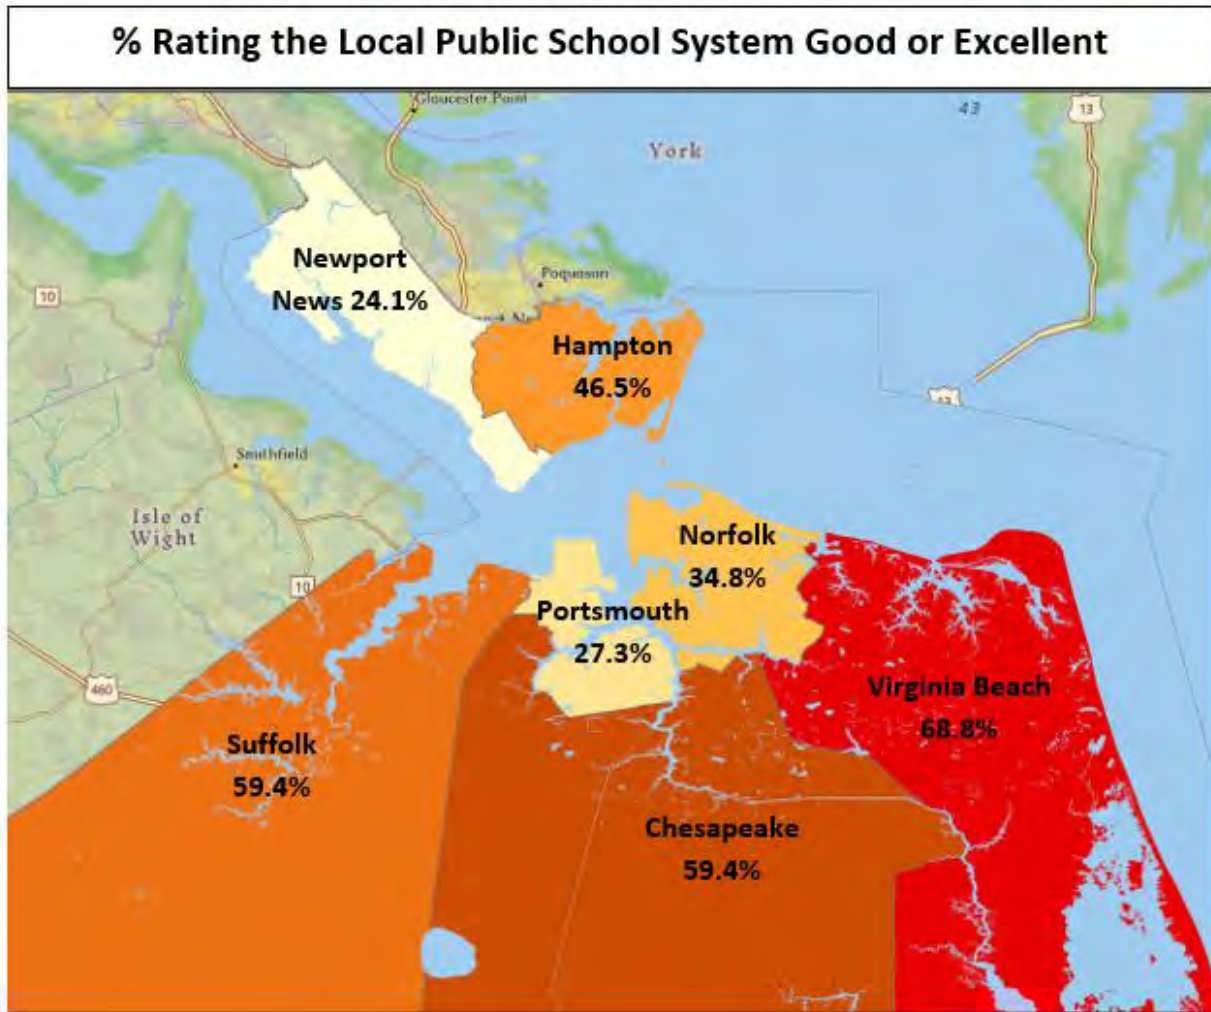 % Rating the Local Public School System Good or Excellent
Gloucester Point
43
13
York
Newport
News 24.1%
Poquoson
10
Hampton
46.5%
Smithfield
Isle of
Wight
Norfolk
34.8%
10
Portsmouth
27.3%
460
Virginia Beach
68.8%
Suffolk
59.4%
Chesapeake
59.4%